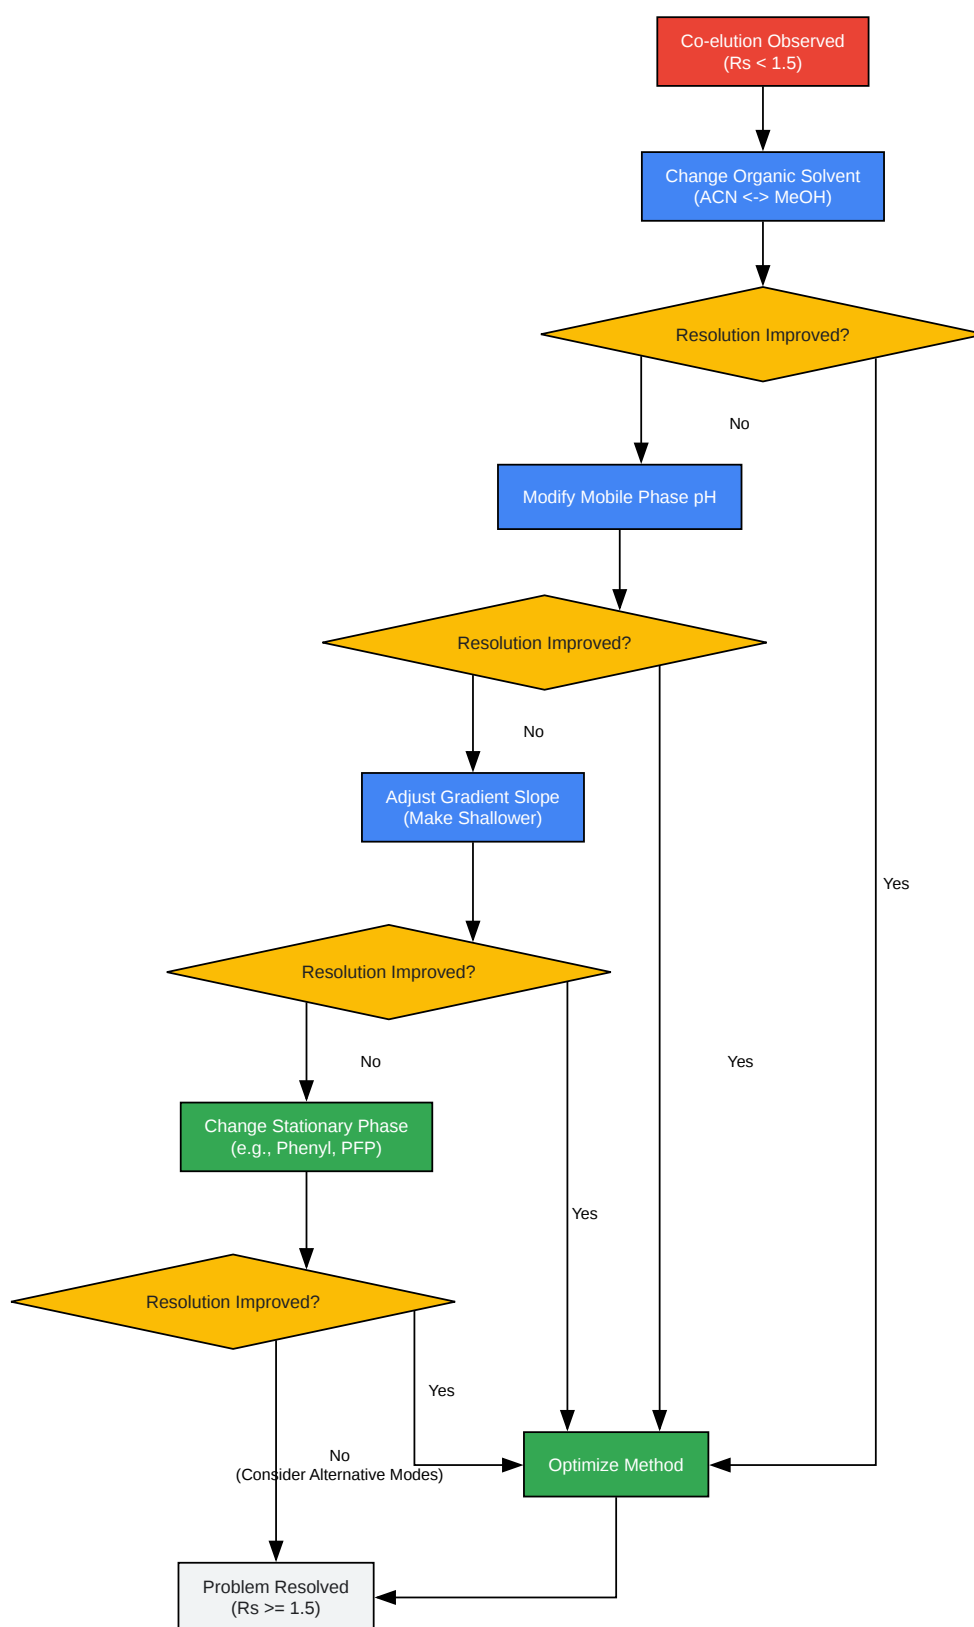 Co-elution Observed
(Rs < 1.5)
Change Organic Solvent
(ACN <-> MeOH)
Resolution Improved?
No
Modify Mobile Phase pH
Resolution Improved?
No
Adjust Gradient Slope
(Make Shallower)
Yes
Resolution Improved?
No
Yes
Change Stationary Phase
(e.g., Phenyl, PFP)
Yes
Resolution Improved?
Yes
No
(Consider Alternative Modes)
Optimize Method
Problem Resolved
(Rs >= 1.5)